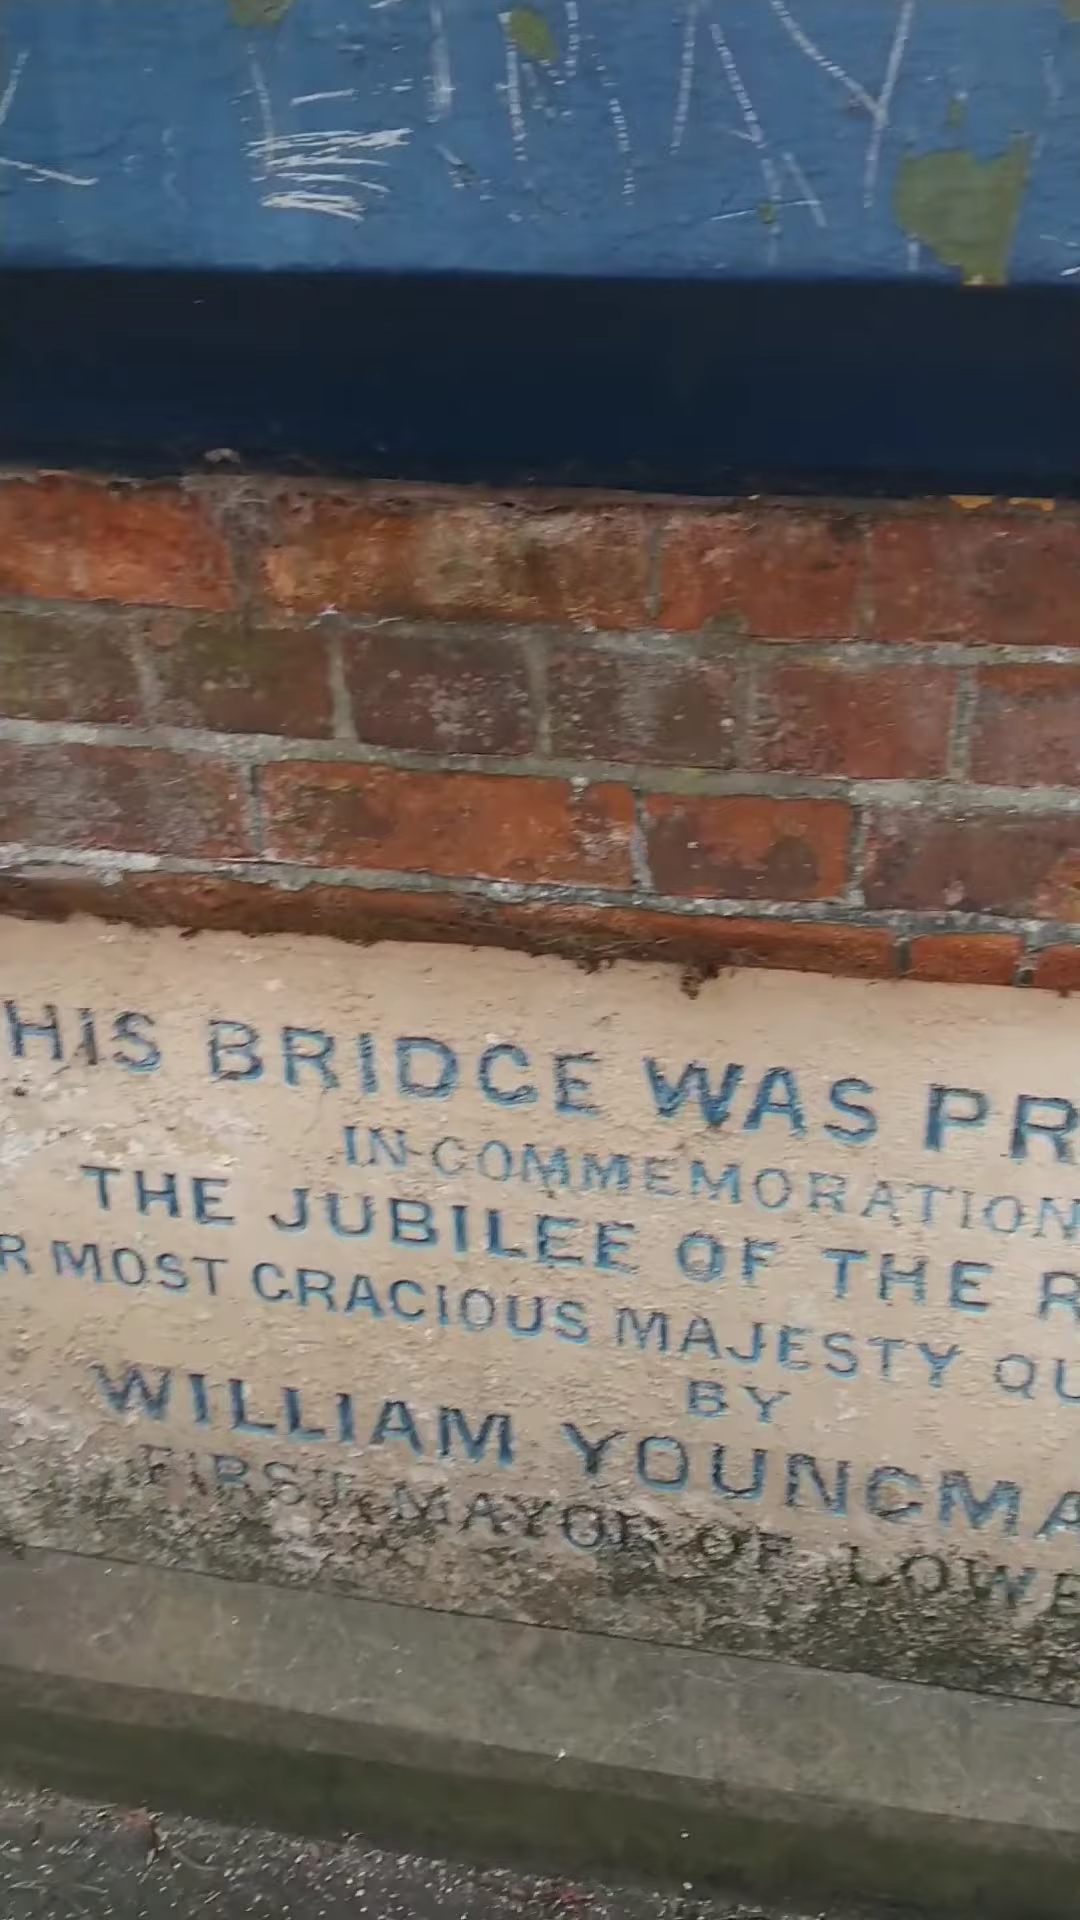 HIS BRIDGE WAS PR
IN COMMEMORATION
THE JUBILEE OF THE R
R MOST GRACIOUS MAJESTY QU
BY
WILLIAM YOUNGMA
FIRST MAYOR OF LOWE